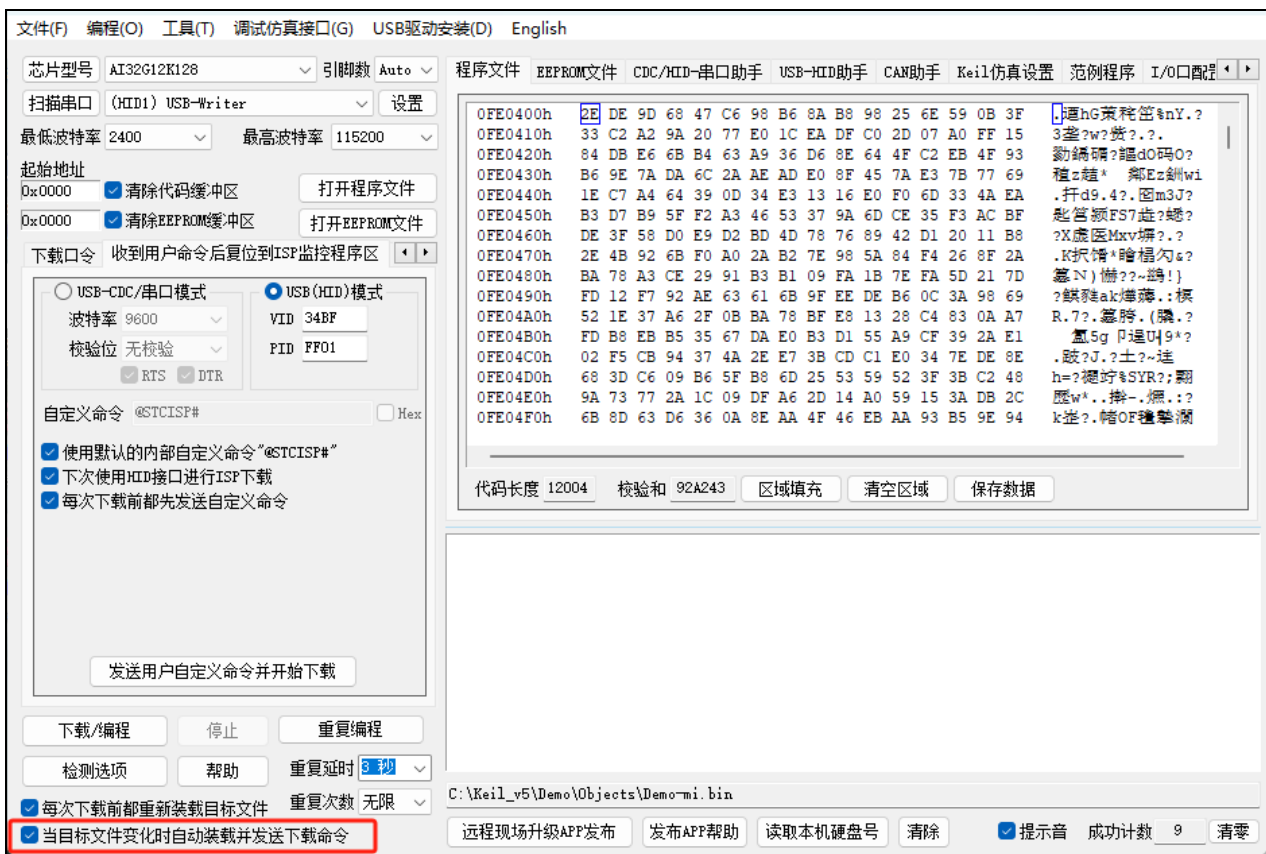 文件(F) 编程(O) 工具(T) 调试仿真接口(G) USB驱动安装(D) English
芯片型号 AI32G12K128 引脚数 Auto
扫描串口 (HID1) USB-Writer 设置
最低波特率 2400 最高波特率 115200
起始地址
0x0000 清除代码缓冲区 打开程序文件
0x0000 清除EEPROM缓冲区 打开EEPROM文件
下载口令 收到用户命令后复位到ISP监控程序区
USB-CDC/串口模式 USB(HID)模式
波特率 9600 VID 34BF
校验位 无校验 PID FF01
RTS DTR
自定义命令 @STCISP# Hex
使用默认的内部自定义命令"@STCISP#"
下次使用HID接口进行ISP下载
每次下载前都先发送自定义命令
发送用户自定义命令并开始下载
下载/编程 停止 重复编程
检测选项 帮助 重复延时 3 秒
每次下载前都重新装载目标文件 重复次数 无限
当目标文件变化时自动装载并发送下载命令
程序文件 EEPROM文件 CDC/HID-串口助手 USB-HID助手 CAN助手 Keil仿真设置 范例程序 I/O口配
0FE0400h 2E DE 9D 68 47 C6 98 B6 8A B8 98 25 6E 59 0B 3F
0FE0410h 33 C2 A2 9A 20 77 E0 1C EA DF C0 2D 07 A0 FF 15
0FE0420h 84 DB E6 6B B4 63 A9 36 D6 8E 64 4F C2 EB 4F 93
0FE0430h B6 9E 7A DA 6C 2A AE AD E0 8F 45 7A E3 7B 77 69
0FE0440h 1E C7 A4 64 39 0D 34 E3 13 16 E0 F0 6D 33 4A EA
0FE0450h B3 D7 B9 5F F2 A3 46 53 37 9A 6D CE 35 F3 AC BF
0FE0460h DE 3F 58 D0 E9 D2 BD 4D 78 76 89 42 D1 20 11 B8
0FE0470h 2E 4B 92 6B F0 A0 2A B2 7E 98 5A 84 F4 26 8F 2A
0FE0480h BA 78 A3 CE 29 91 B3 B1 09 FA 1B 7E FA 5D 21 7D
0FE0490h FD 12 F7 92 AE 63 61 6B 9F EE DE B6 0C 3A 98 69
0FE04A0h 52 1E 37 A6 2F 0B BA 78 BF E8 13 28 C4 83 0A A7
0FE04B0h FD B8 EB B5 35 67 DA E0 B3 D1 55 A9 CF 39 2A E1
0FE04C0h 02 F5 CB 94 37 4A 2E E7 3B CD C1 E0 34 7E DE 8E
0FE04D0h 68 3D C6 09 B6 5F B8 6D 25 53 59 52 3F 3B C2 48
0FE04E0h 9A 73 77 2A 1C 09 DF A6 2D 14 A0 59 15 3A DB 2C
0FE04F0h 6B 8D 63 D6 36 0A 8E AA 4F 46 EB AA 93 B5 9E 94
代码长度 12004 校验和 92A243 区域填充 清空区域 保存数据
C:\Keil_v5\Demo\Objects\Demo-mi.bin
远程现场升级APP发布 发布APP帮助 读取本机硬盘号 清除 提示音 成功计数 9 清零